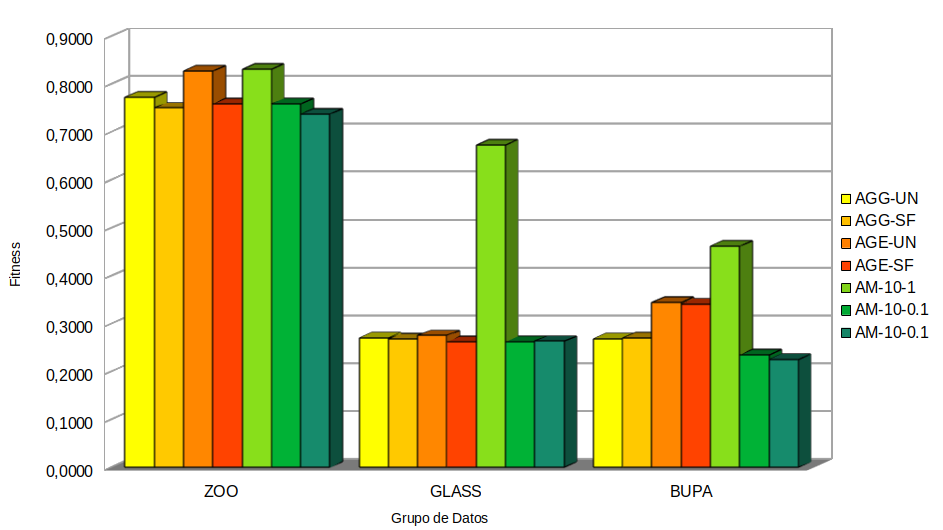 0,9000
0,8000
0,7000
0,6000
0,5000
0,4000
0,3000
0,2000
0,1000
0,0000
Fitness
ZOO GLASS BUPA
Grupo de Datos
AGG-UN
AGG-SF
AGE-UN
AGE-SF
AM-10-1
AM-10-0.1
AM-10-0.1